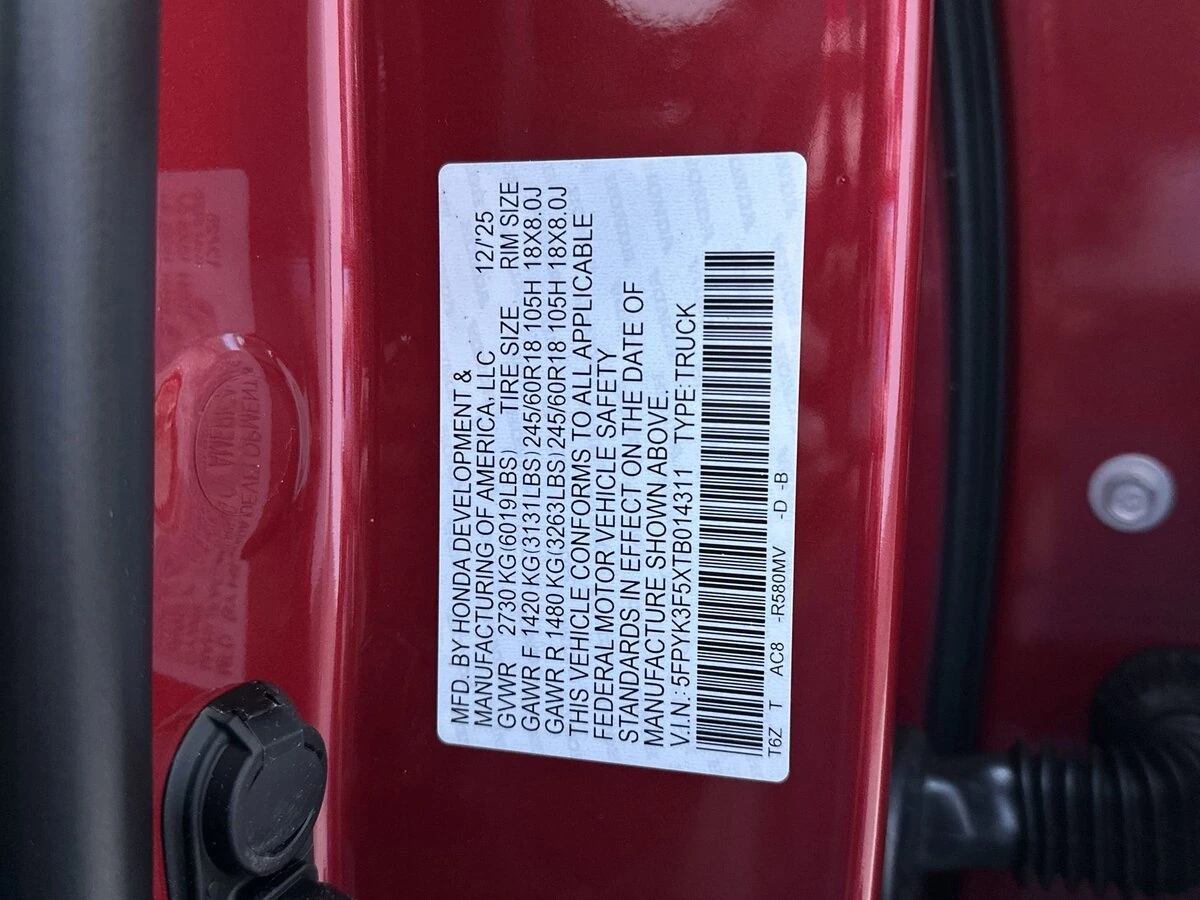 MFD. BY HONDA DEVELOPMENT &
MANUFACTURING OF AMERICA, LLC 12/'25
GVWR 2730 KG(6019LBS) TIRE SIZE RIM SIZE
GAWR F 1420 KG(3131LBS) 245/60R18 105H 18X8.0J
GAWR R 1480 KG(3263LBS) 245/60R18 105H 18X8.0J
THIS VEHICLE CONFORMS TO ALL APPLICABLE
FEDERAL MOTOR VEHICLE SAFETY
STANDARDS IN EFFECT ON THE DATE OF
MANUFACTURE SHOWN ABOVE.
V.I.N.: 5FPYK3F5XTB014311 TYPE:TRUCK
T6Z T AC8 -R580MV -D -B